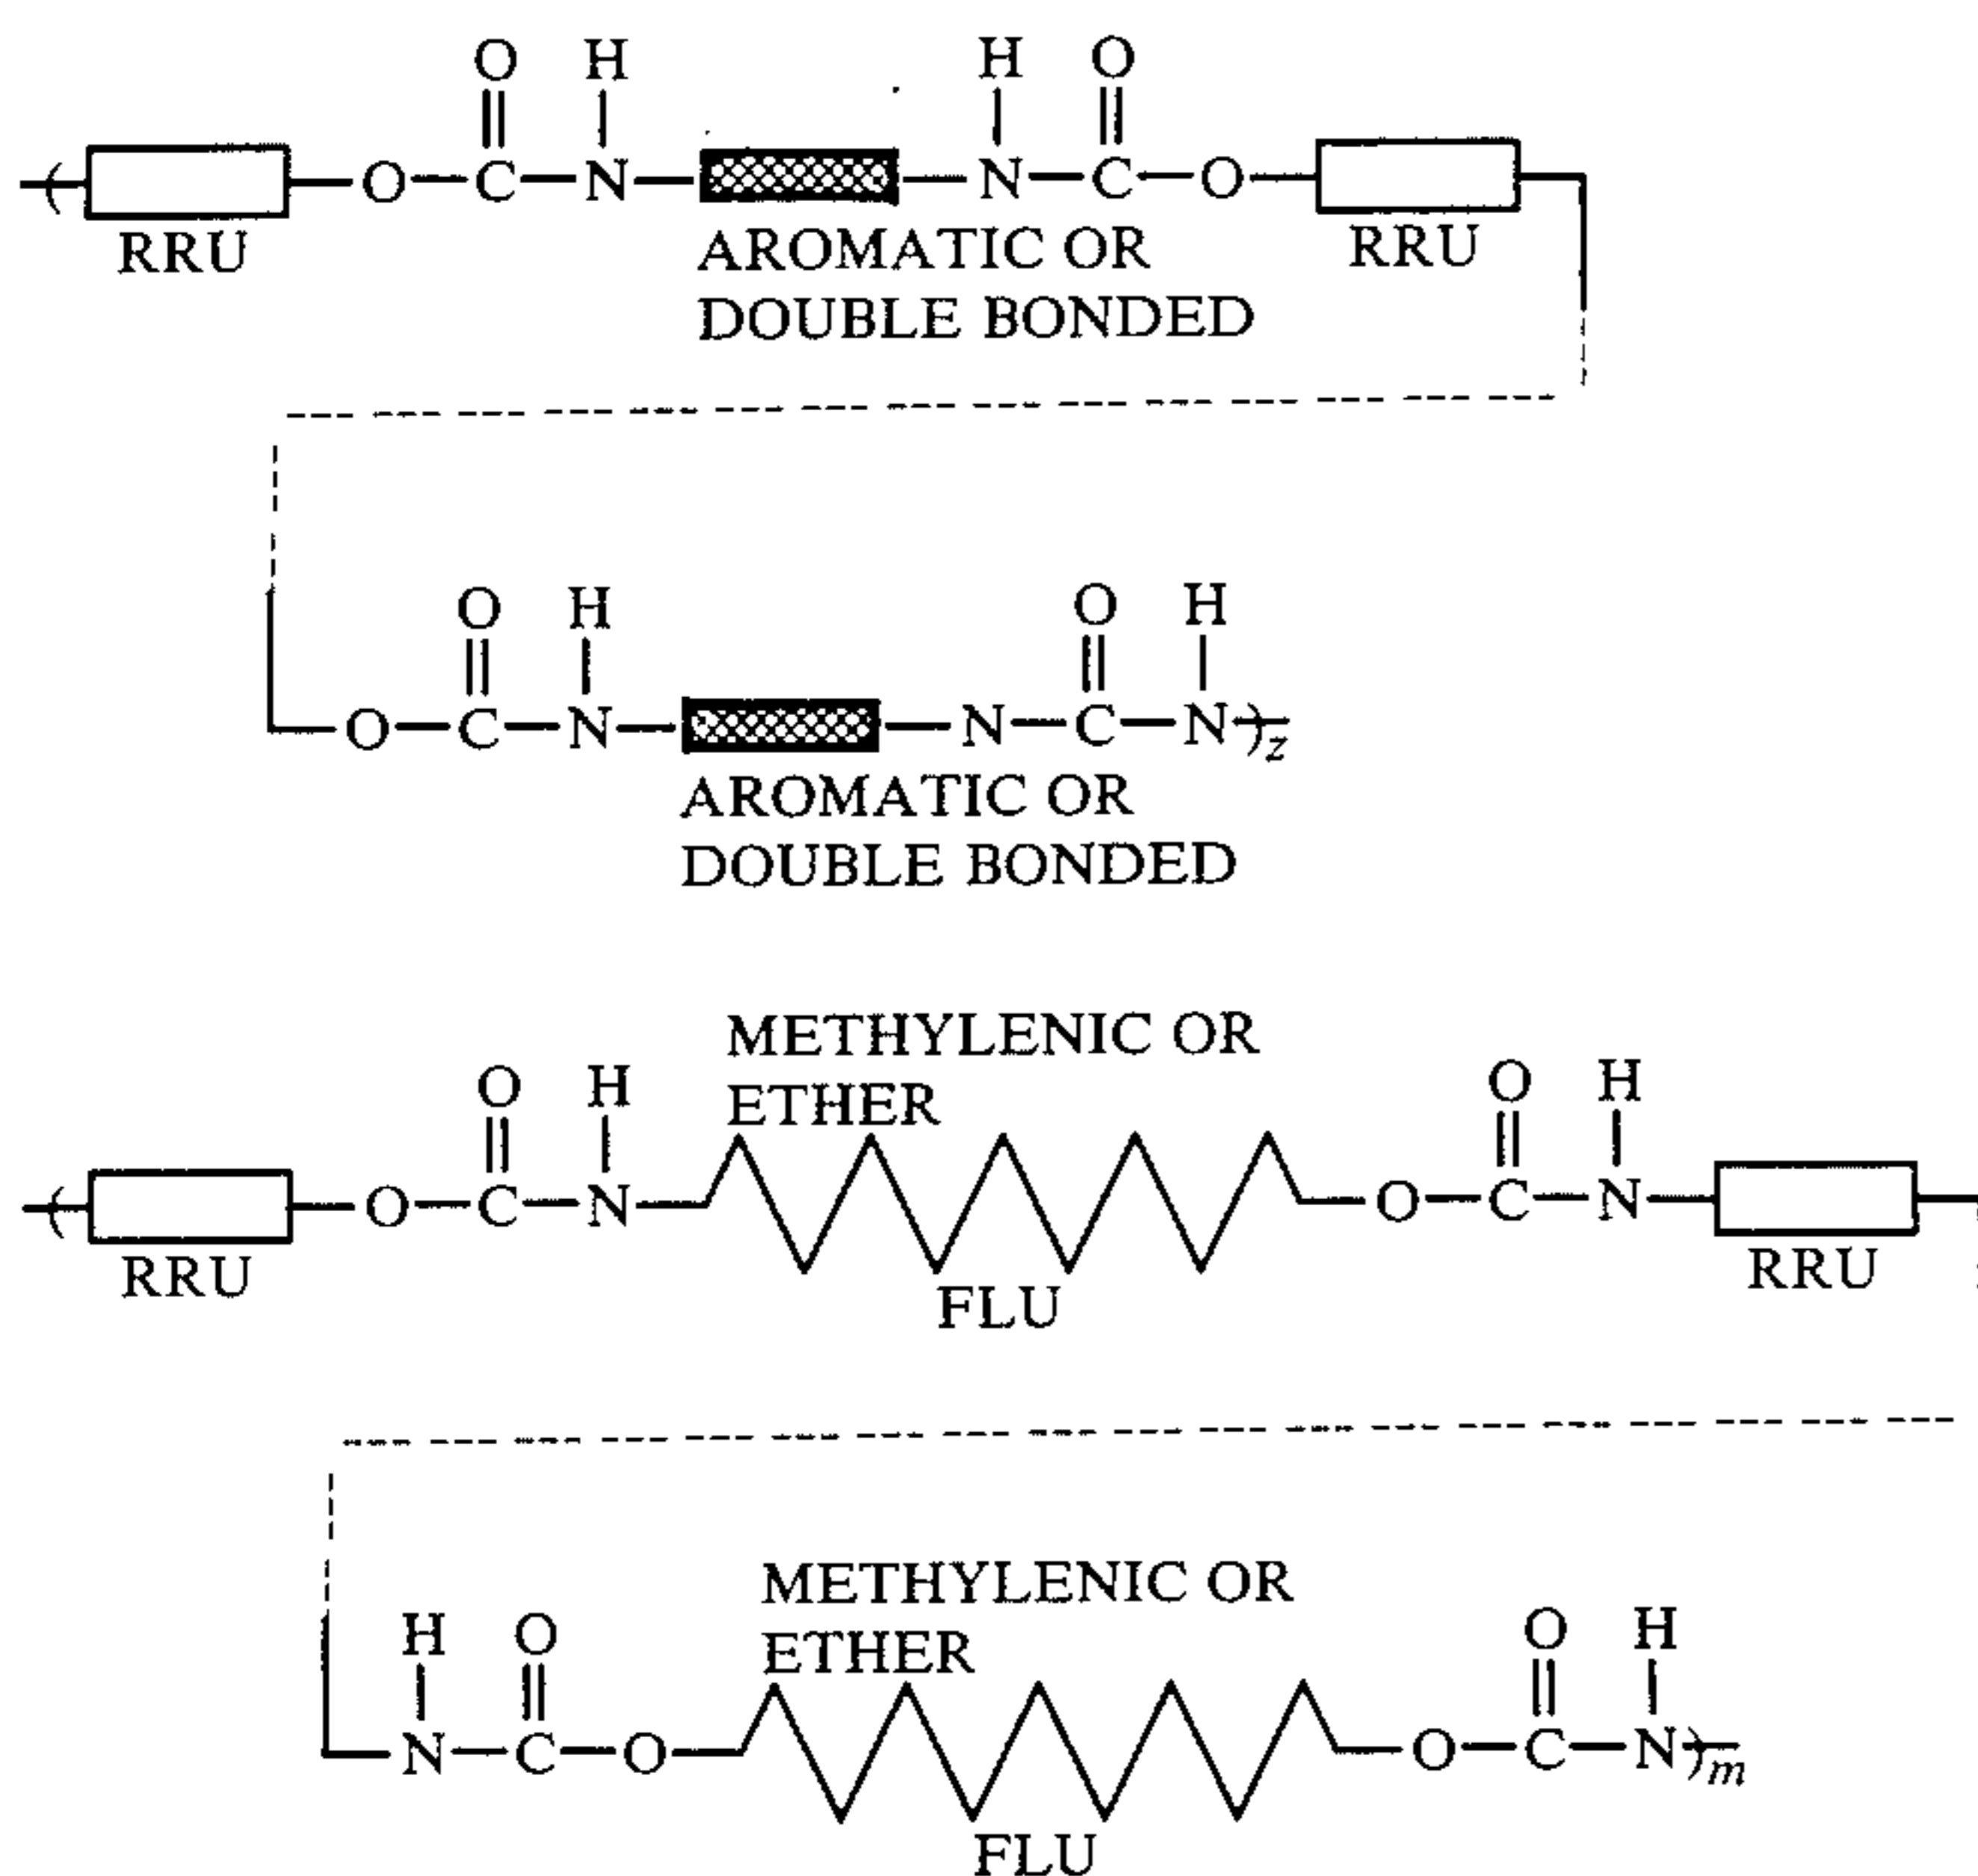 O H H O
( O—C—N N—C—O
RRU AROMATIC OR RRU
DOUBLE BONDED
O H O H
O—C—N N—C—N )z
AROMATIC OR
DOUBLE BONDED
METHYLENIC OR
ETHER
O H O H
( O—C—N O—C—N
RRU FLU RRU
METHYLENIC OR
ETHER
H O O H
N—C—O O—C—N )m
FLU